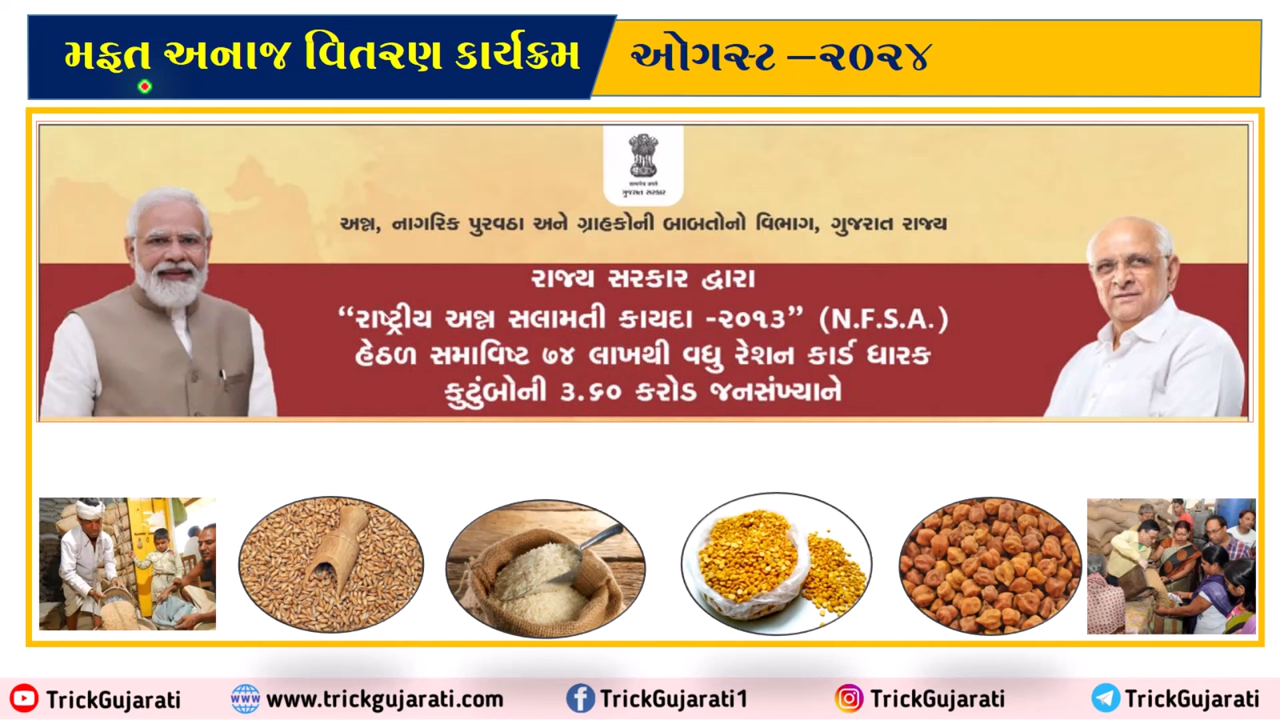 મફત અનાજ વિતરણ કાર્યક્રમ
ઓગસ્ટ –૨૦૨૪
ગુજરાત સરકાર
અન્ન, નાગરિક પુરવઠા અને ગ્રાહકોની બાબતોનો વિભાગ, ગુજરાત રાજ્ય
રાજ્ય સરકાર દ્વારા
“રાષ્ટ્રીય અન્ન સલામતી કાયદા -૨૦૧૩” (N.F.S.A.)
હેઠળ સમાવિષ્ટ ૭૪ લાખથી વધુ રેશન કાર્ડ ધારક
કુટુંબોની ૩.૬૦ કરોડ જનસંખ્યાને
TrickGujarati
www.trickgujarati.com
TrickGujarati1
TrickGujarati
TrickGujarati